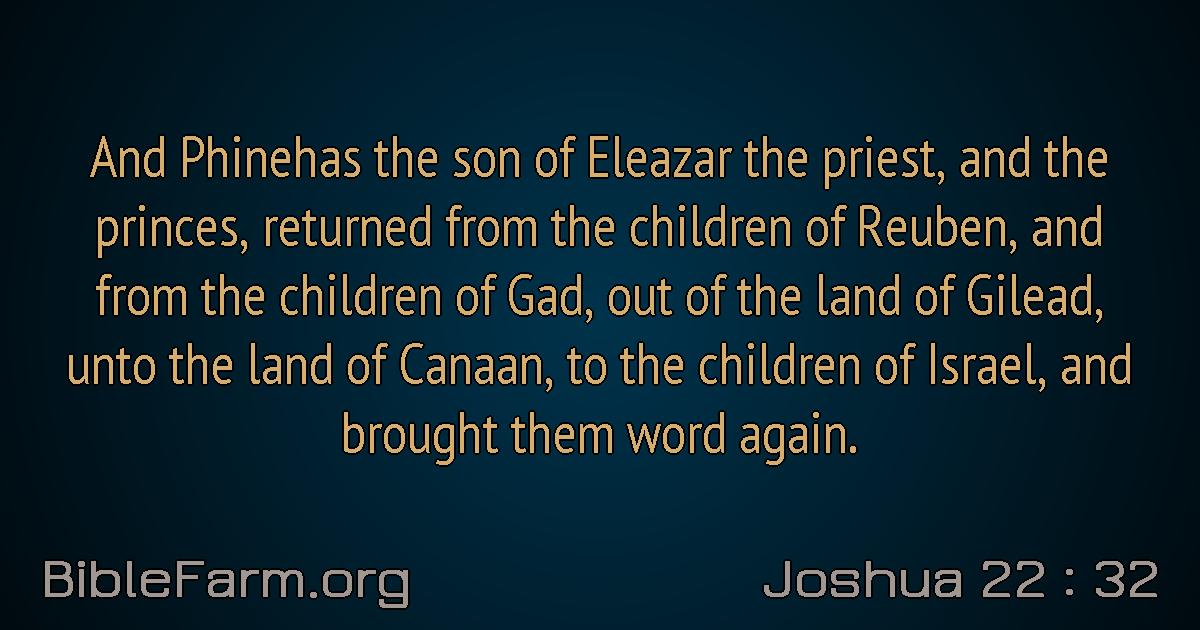 And Phinehas the son of Eleazar the priest, and the
princes, returned from the children of Reuben, and
from the children of Gad, out of the land of Gilead,
unto the land of Canaan, to the children of Israel, and
brought them word again.
BibleFarm.org
Joshua 22 : 32